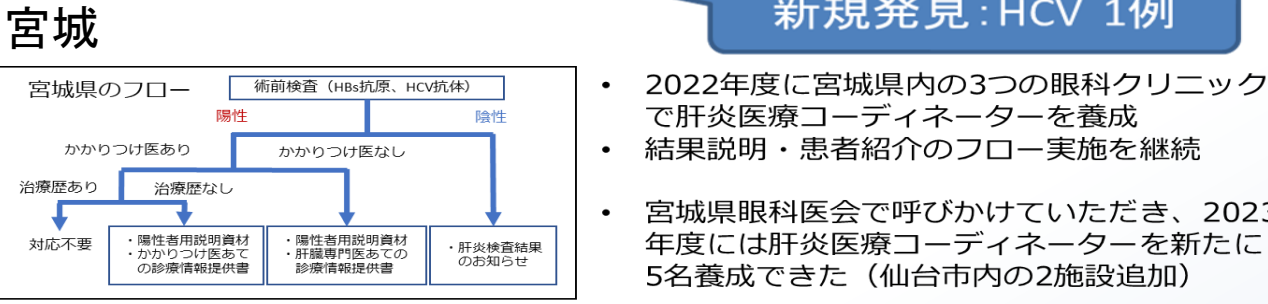 宮城
新規発見:HCV 1例
宮城県のフロー
術前検査（HBs抗原、HCV抗体）
陽性
陰性
かかりつけ医あり
かかりつけ医なし
治療歴あり
治療歴なし
対応不要
・陽性者用説明資材
・かかりつけ医あて
の診療情報提供書
・陽性者用説明資材
・肝臓専門医あての
診療情報提供書
・肝炎検査結果
のお知らせ
• 2022年度に宮城県内の3つの眼科クリニック
で肝炎医療コーディネーターを養成
• 結果説明・患者紹介のフロー実施を継続
• 宮城県眼科医会で呼びかけていただき、2023
年度には肝炎医療コーディネーターを新たに
5名養成できた（仙台市内の2施設追加）